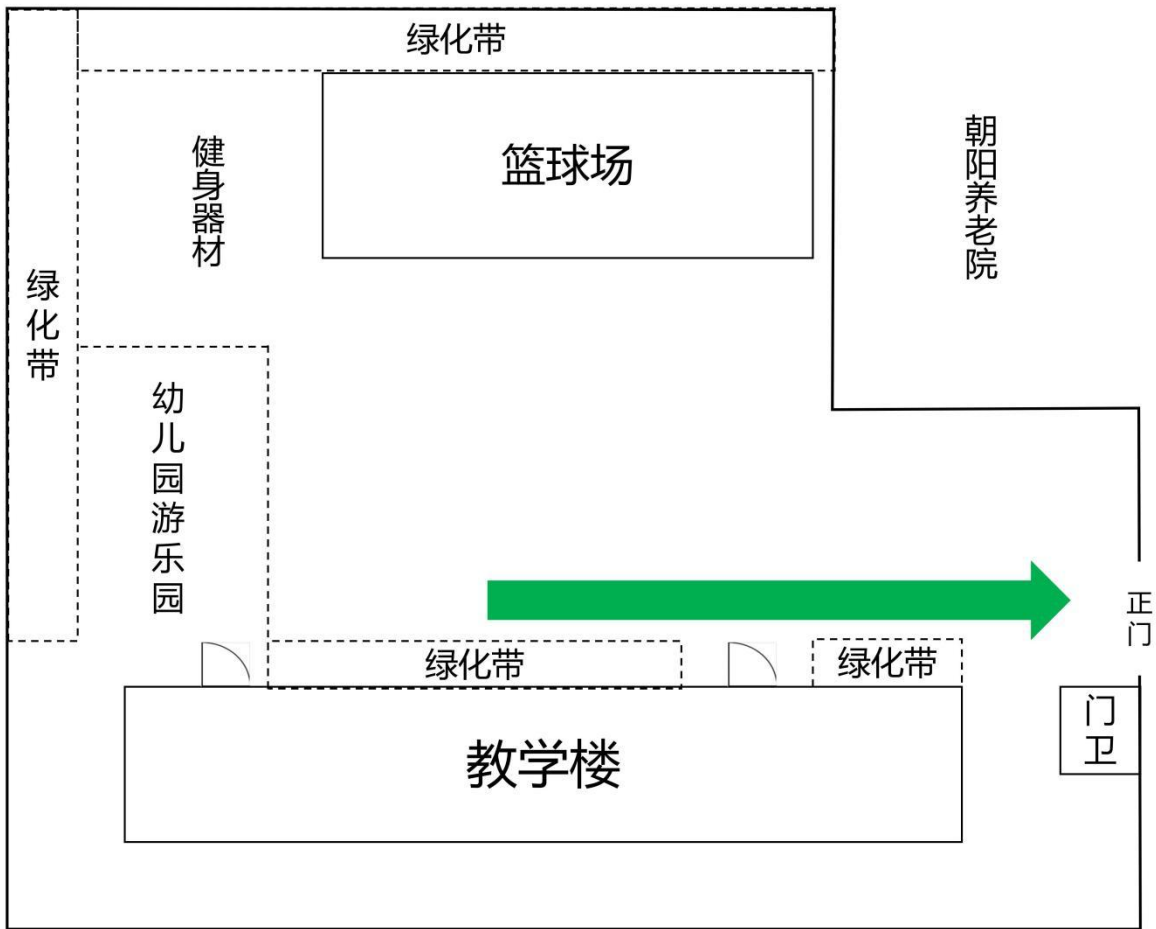 绿化带
健身器材
篮球场
朝阳养老院
绿化带
幼儿园游乐园
正门
绿化带
绿化带
门卫
教学楼